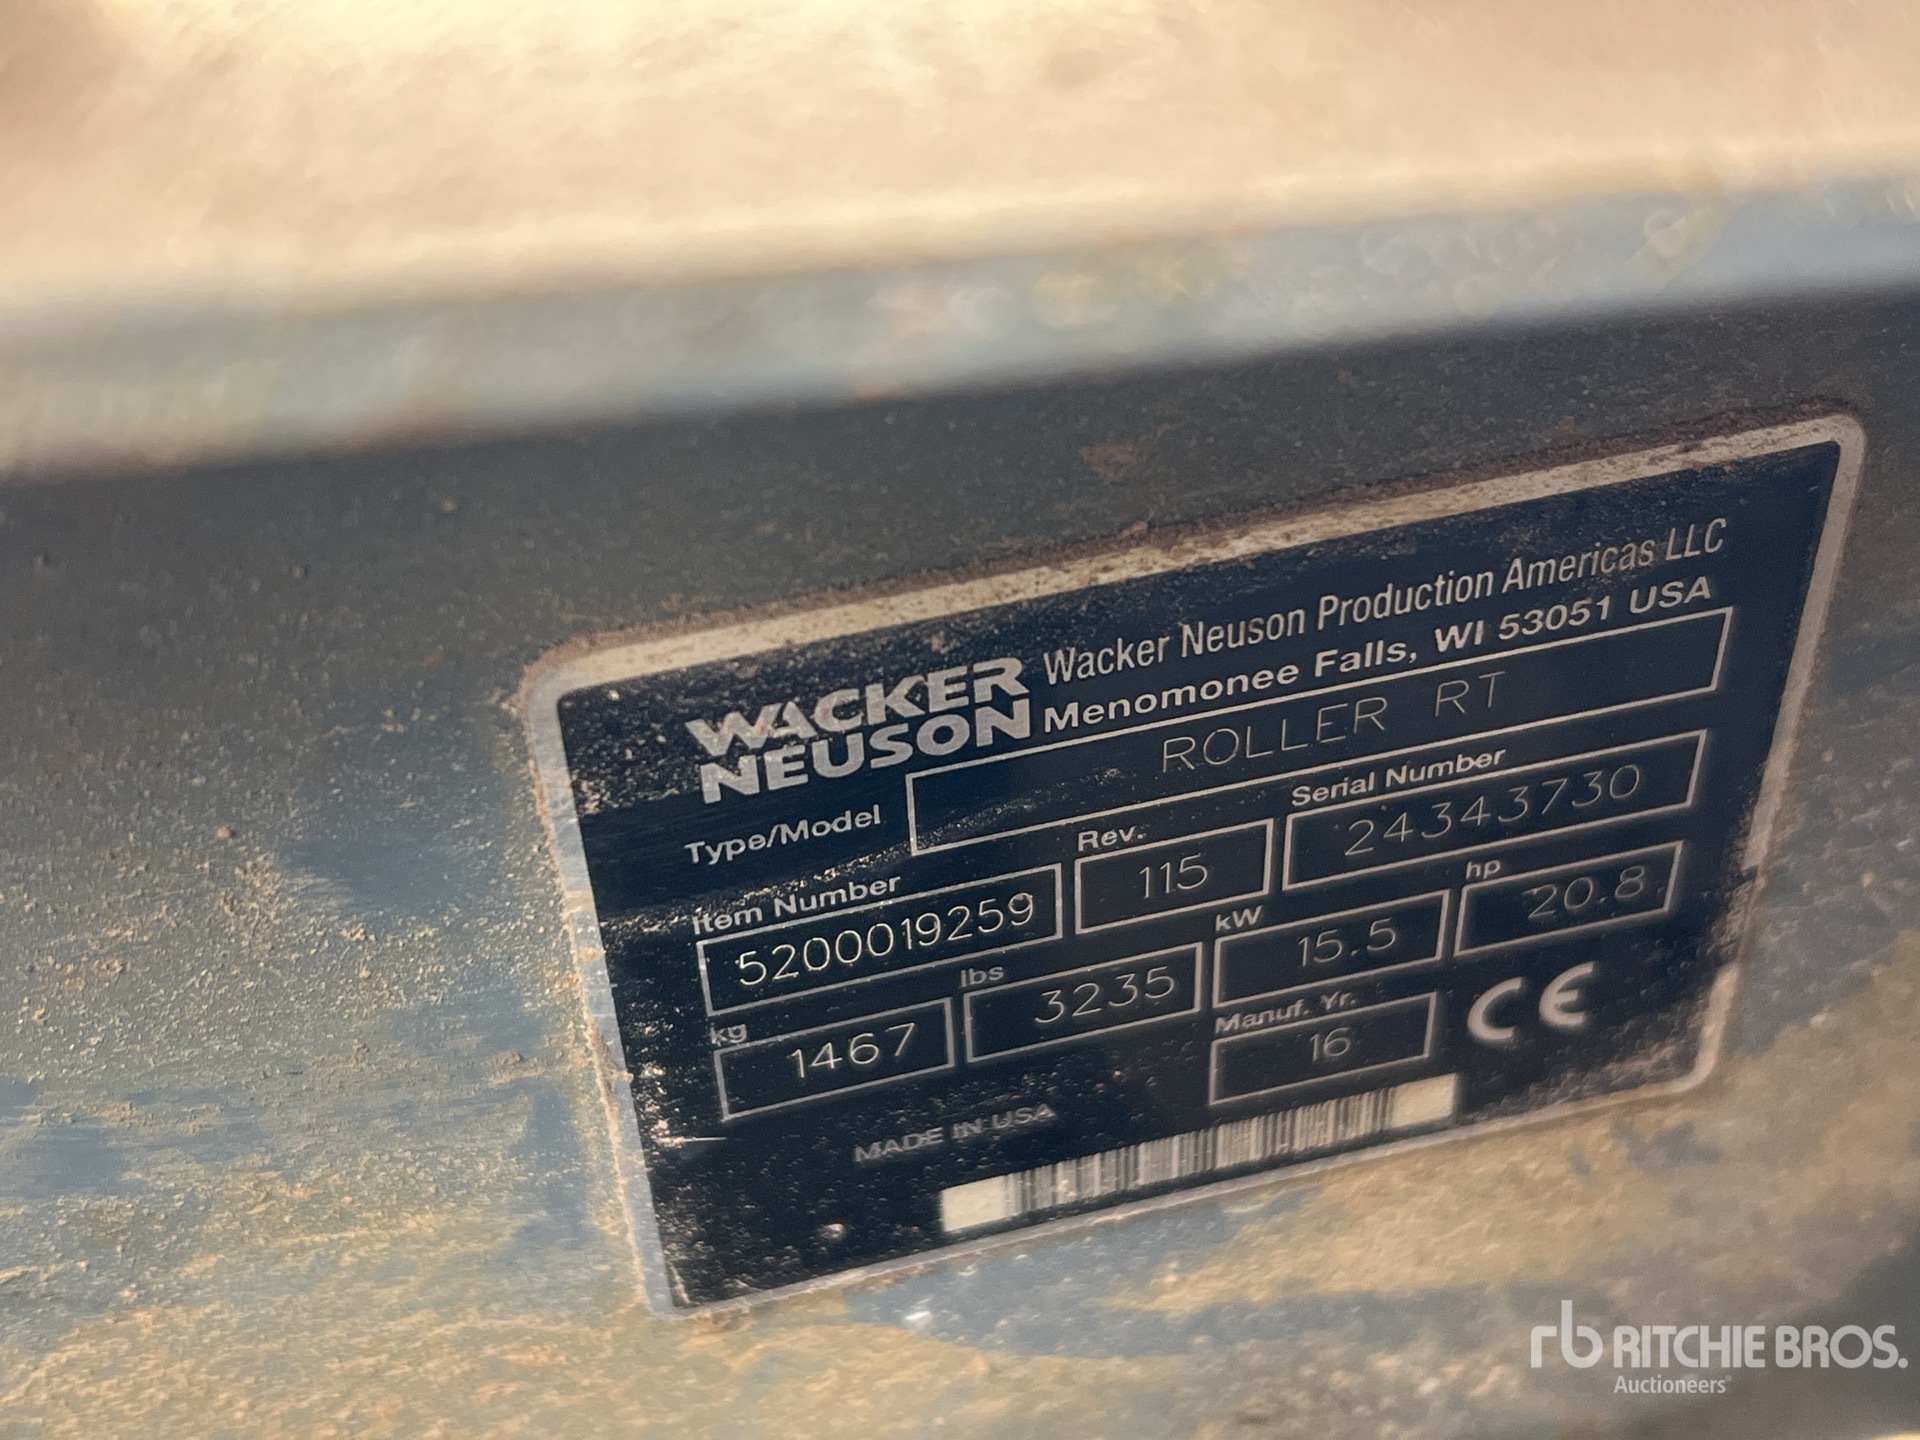 WACKER NEUSON
Wacker Neuson Production Americas LLC
Menomonee Falls, WI 53051 USA
Type/Model ROLLER RT
Item Number Rev. Serial Number
5200019259 115 24343730
kg lbs kW hp
1467 3235 15.5 20.8
Manuf. Yr.
16
CE
MADE IN USA
rb RITCHIE BROS.
Auctioneers